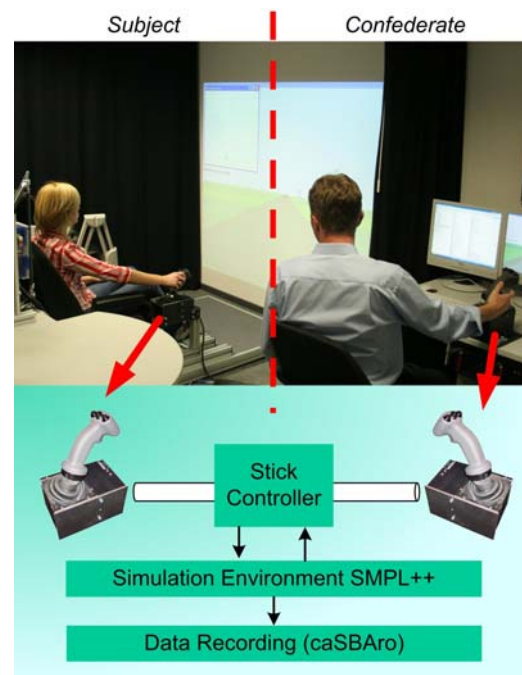 Subject
Confederate
Stick
Controller
Simulation Environment SMPL++
Data Recording (caSBAro)